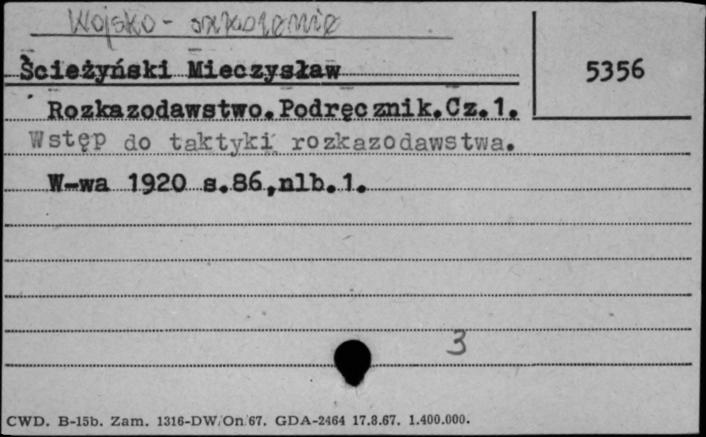 Wojsko - szkolenie
Ścieżyński Mieczysław
5356
Rozkazodawstwo.Podręcznik.Cz.1.
Wstęp do taktyki rozkazodawstwa.
W-wa 1920 s.86,nlb.1.
3
CWD. B-15b. Zam. 1316-DW/On/67. GDA-2464 17.8.67. 1.400.000.